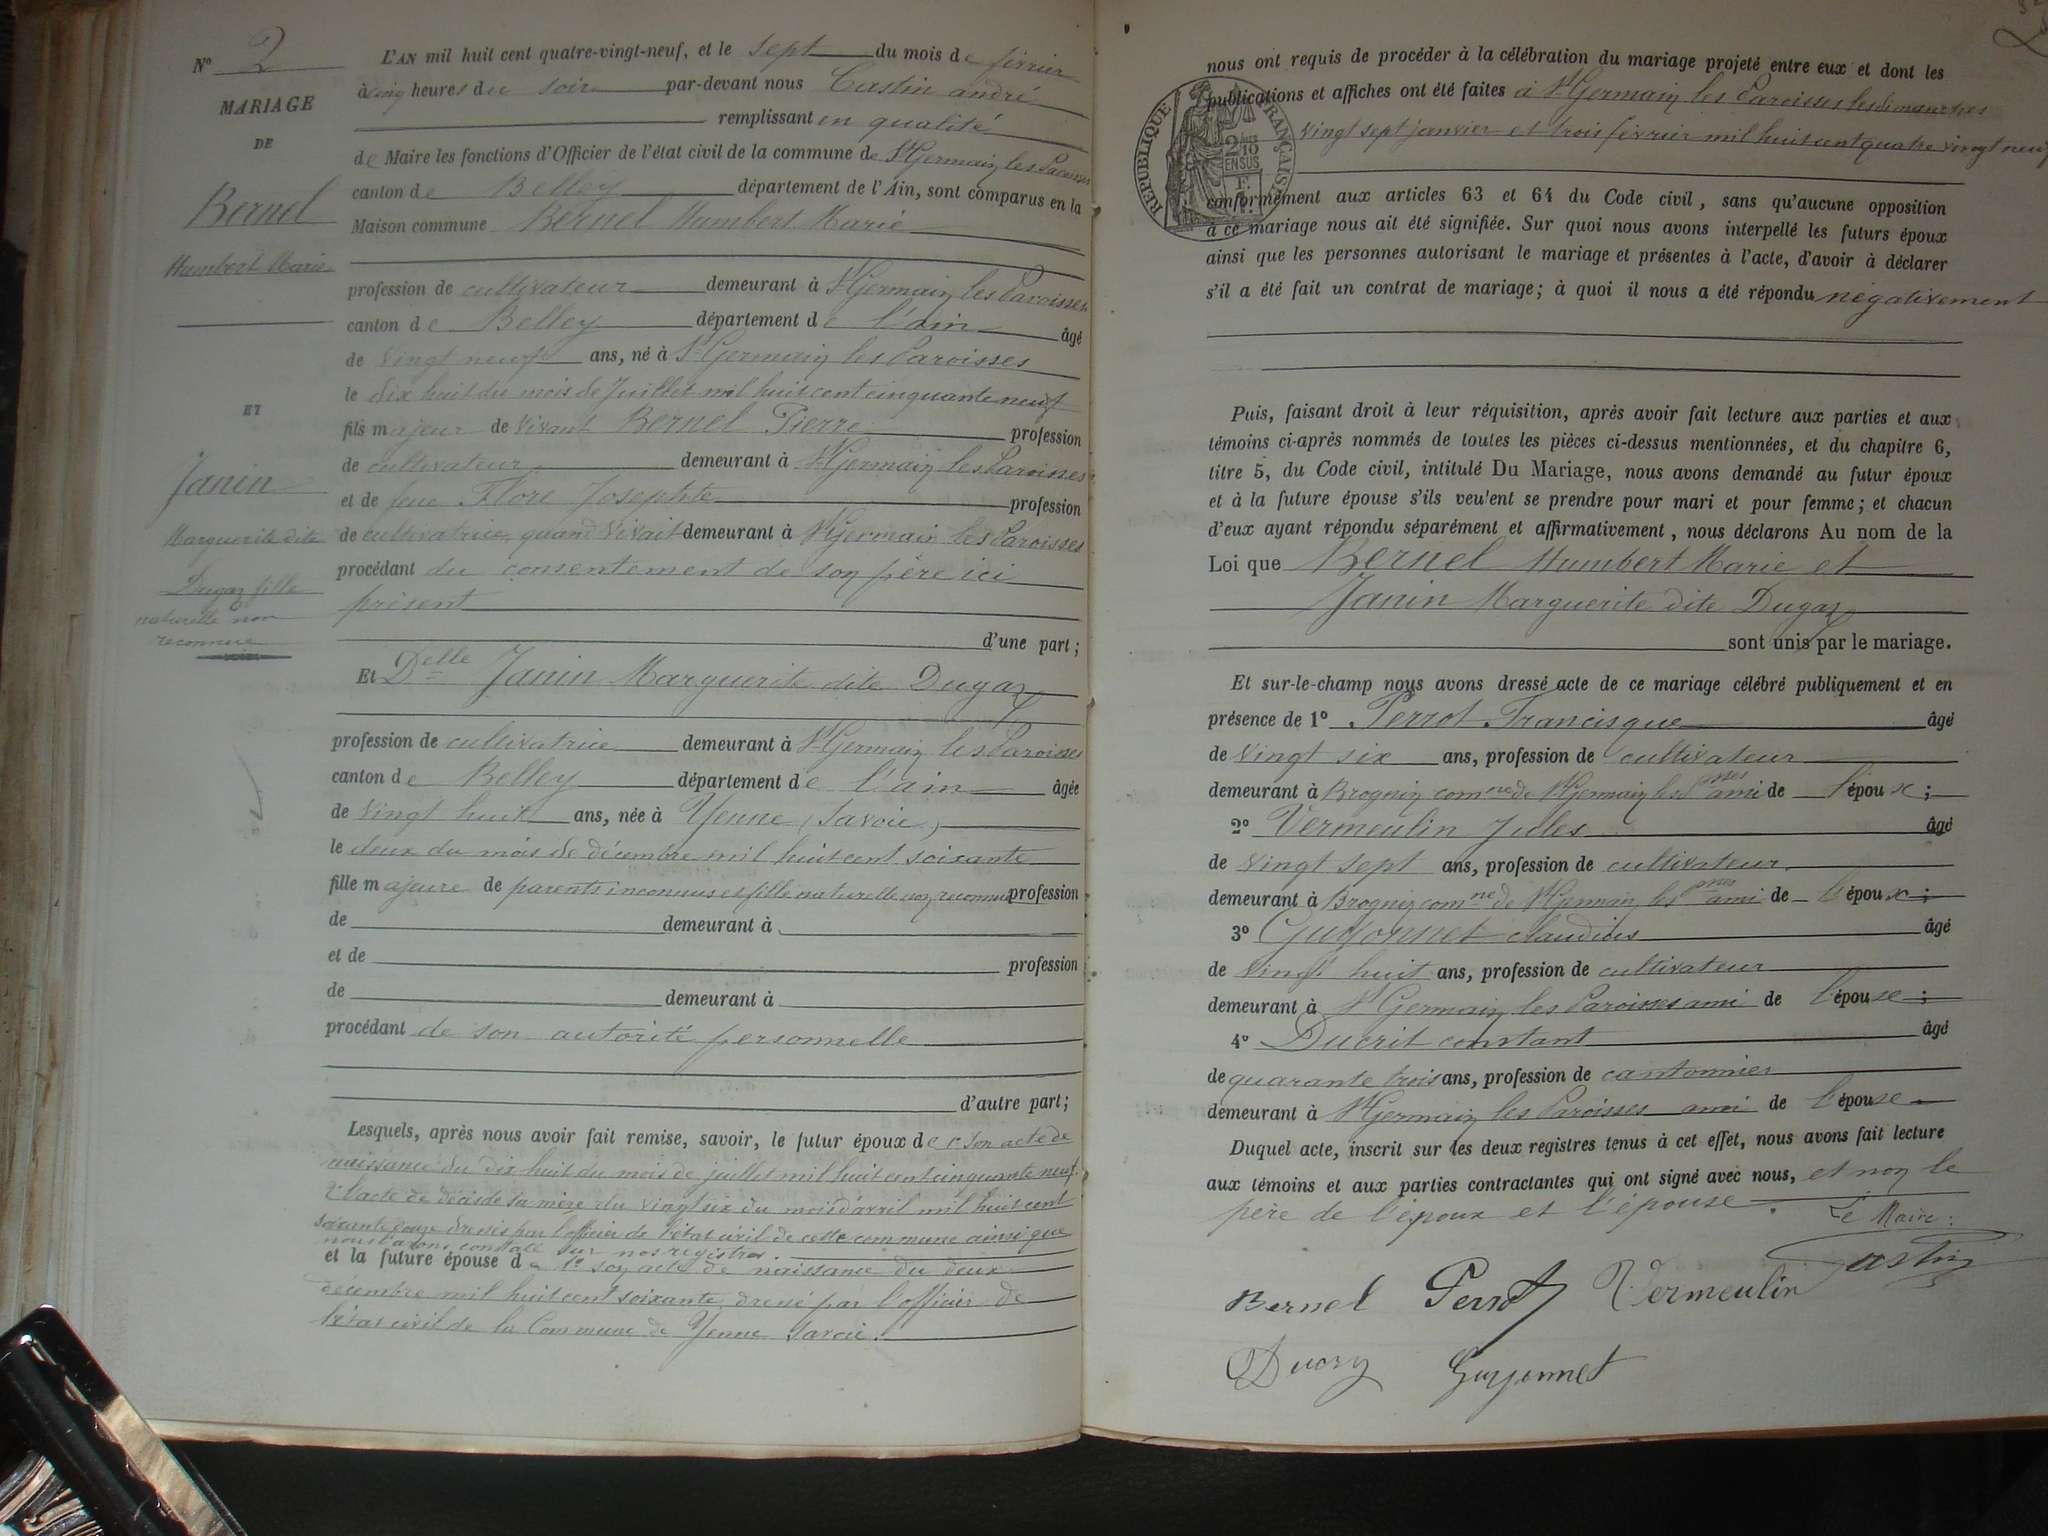 N° 2
MARIAGE
DE
Bernel
Humbert Marie
ET
Janin
Marguerite dite
Dugaz fille
naturelle non
reconnue
L'AN mil huit cent quatre-vingt-neuf, et le sept du mois de février
à cinq heures du soir par-devant nous Castin andré
remplissant en qualité
de Maire les fonctions d'Officier de l'état civil de la commune de St Germain les Paroisses
canton de Belley département de l'Ain, sont comparus en la
Maison commune Bernel Humbert Marie
profession de cultivateur demeurant à St Germain les Paroisses
canton de Belley département de l'ain âgé
de vingt neuf ans, né à St Germain les Paroisses
le dix huit du mois de Juillet mil huit cent cinquante neuf
fils majeur de vivant Bernel Pierre profession
de cultivateur demeurant à St Germain les Paroisses
et de feue Flore Josephte profession
de cultivatrice quand vivait demeurant à St Germain les Paroisses
procédant du consentement de son père ici
présent
d'une part;
Et Delle Janin Marguerite dite Dugaz
profession de cultivatrice demeurant à St Germain les Paroisses
canton de Belley département de l'ain âgée
de vingt huit ans, née à Yenne (Savoie)
le deux du mois de décembre mil huit cent soixante
fille majeure de parents inconnus et fille naturelle non reconnue profession
de demeurant à
et de profession
de demeurant à
procédant de son autorité personnelle
d'autre part;
Lesquels, après nous avoir fait remise, savoir, le futur époux de 1° son acte de
naissance du dix huit du mois de juillet mil huit cent cinquante neuf
2° l'acte de décès de sa mère du vingt six du mois d'avril mil huit cent
soixante douze dressés par l'officier de l'état civil de cette commune ainsi que
nous l'avons constaté sur nos registres.
et la future épouse de 1° son acte de naissance du deux
décembre mil huit cent soixante dressé par l'officier de
l'état civil de la Commune de Yenne Savoie.
nous ont requis de procéder à la célébration du mariage projeté entre eux et dont les
publications et affiches ont été faites à St Germain les Paroisses les dimanches
vingt sept janvier et trois février mil huit cent quatre vingt neuf
RÉPUBLIQUE FRANÇAISE
2/10 EN SUS
conformément aux articles 63 et 64 du Code civil, sans qu'aucune opposition
à ce mariage nous ait été signifiée. Sur quoi nous avons interpellé les futurs époux
ainsi que les personnes autorisant le mariage et présentes à l'acte, d'avoir à déclarer
s'il a été fait un contrat de mariage; à quoi il nous a été répondu négativement
Puis, faisant droit à leur réquisition, après avoir fait lecture aux parties et aux
témoins ci-après nommés de toutes les pièces ci-dessus mentionnées, et du chapitre 6,
titre 5, du Code civil, intitulé Du Mariage, nous avons demandé au futur époux
et à la future épouse s'ils veulent se prendre pour mari et pour femme; et chacun
d'eux ayant répondu séparément et affirmativement, nous déclarons Au nom de la
Loi que Bernel Humbert Marie et
Janin Marguerite dite Dugaz
sont unis par le mariage.
Et sur-le-champ nous avons dressé acte de ce mariage célébré publiquement et en
présence de 1° Perrot Francisque âgé
de vingt six ans, profession de cultivateur
demeurant à Brognin comne de St Germain les Pses ami de l'épouse;
2° Vermeulin Jules âgé
de vingt sept ans, profession de cultivateur
demeurant à Brognin comne de St Germain les Pses ami de l'épouse;
3° Guyonnet claudius âgé
de vingt huit ans, profession de cultivateur
demeurant à St Germain les Paroisses ami de l'épouse;
4° Ducrit constant âgé
de quarante trois ans, profession de cantonnier
demeurant à St Germain les Paroisses ami de l'épouse
Duquel acte, inscrit sur les deux registres tenus à cet effet, nous avons fait lecture
aux témoins et aux parties contractantes qui ont signé avec nous, et non le
père de l'époux et l'épouse.
Le Maire:
Castin
Bernel Perrot Vermeulin
Guyonnet